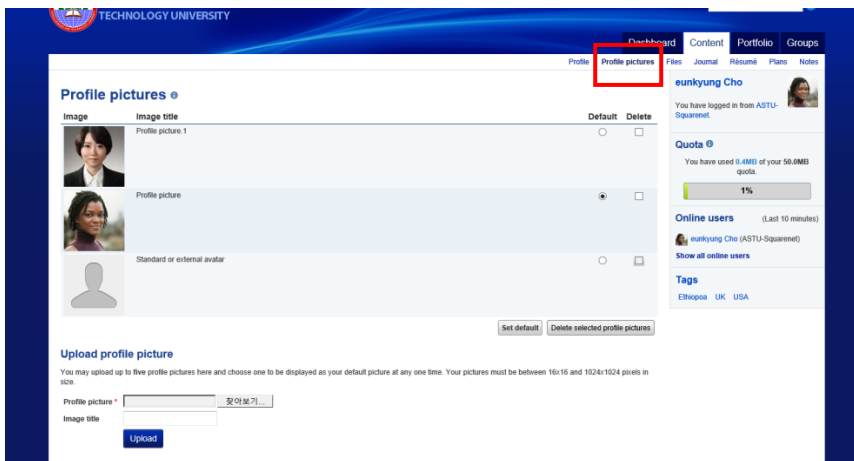 TECHNOLOGY UNIVERSITY
Dashboard Content Portfolio Groups
Profile Profile pictures Files Journal Résumé Plans Notes
Profile pictures
Image Image title Default Delete
Profile picture.1
Profile picture
Standard or external avatar
Set default Delete selected profile pictures
Upload profile picture
You may upload up to five profile pictures here and choose one to be displayed as your default picture at any one time. Your pictures must be between 16x16 and 1024x1024 pixels in
size.
Profile picture * 찾아보기...
Image title
Upload
eunkyung Cho
You have logged in from ASTU-
Squarenet.
Quota
You have used 0.4MB of your 50.0MB
quota.
1%
Online users (Last 10 minutes)
eunkyung Cho (ASTU-Squarenet)
Show all online users
Tags
Ethiopoa UK USA